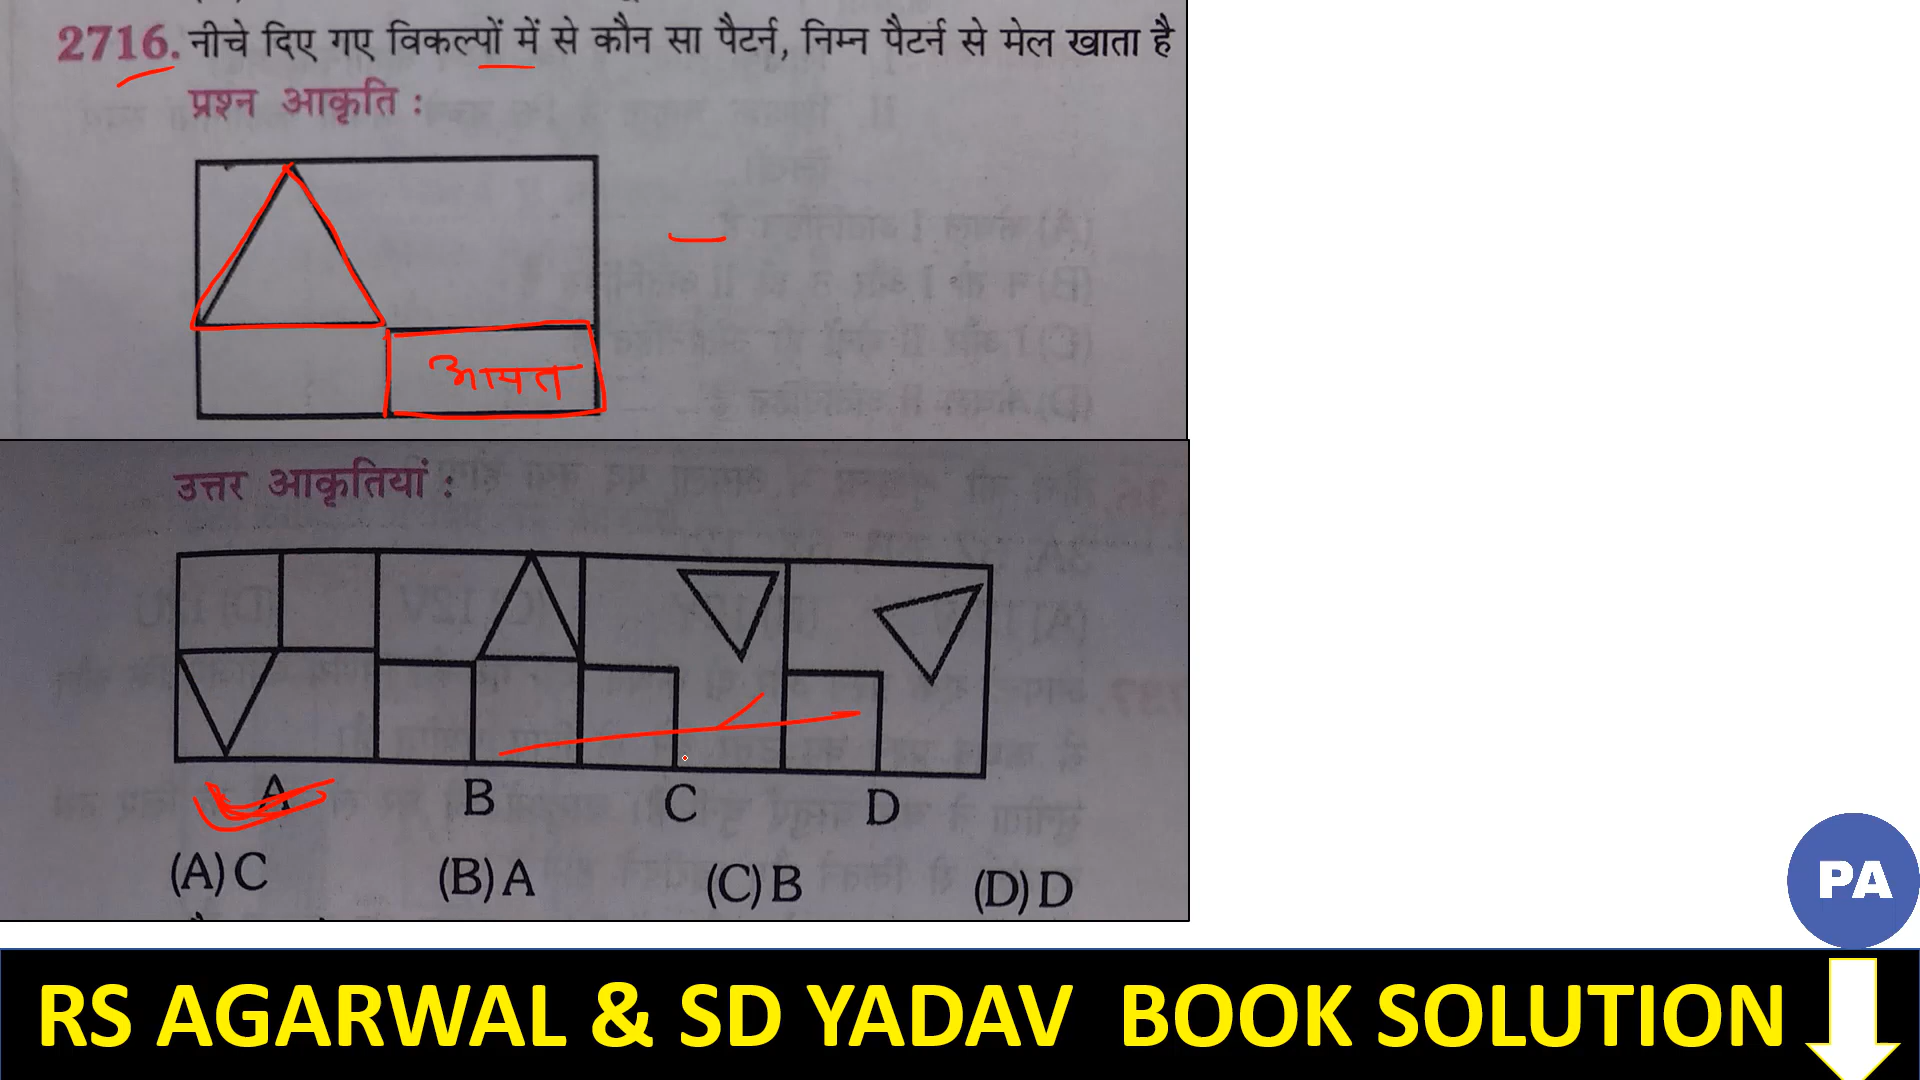 2716. नीचे दिए गए विकल्पों में से कौन सा पैटर्न, निम्न पैटर्न से मेल खाता है
प्रश्न आकृति :
आयत
उत्तर आकृतियां :
A B C D
(A) C (B) A (C) B (D) D
PA
RS AGARWAL & SD YADAV BOOK SOLUTION